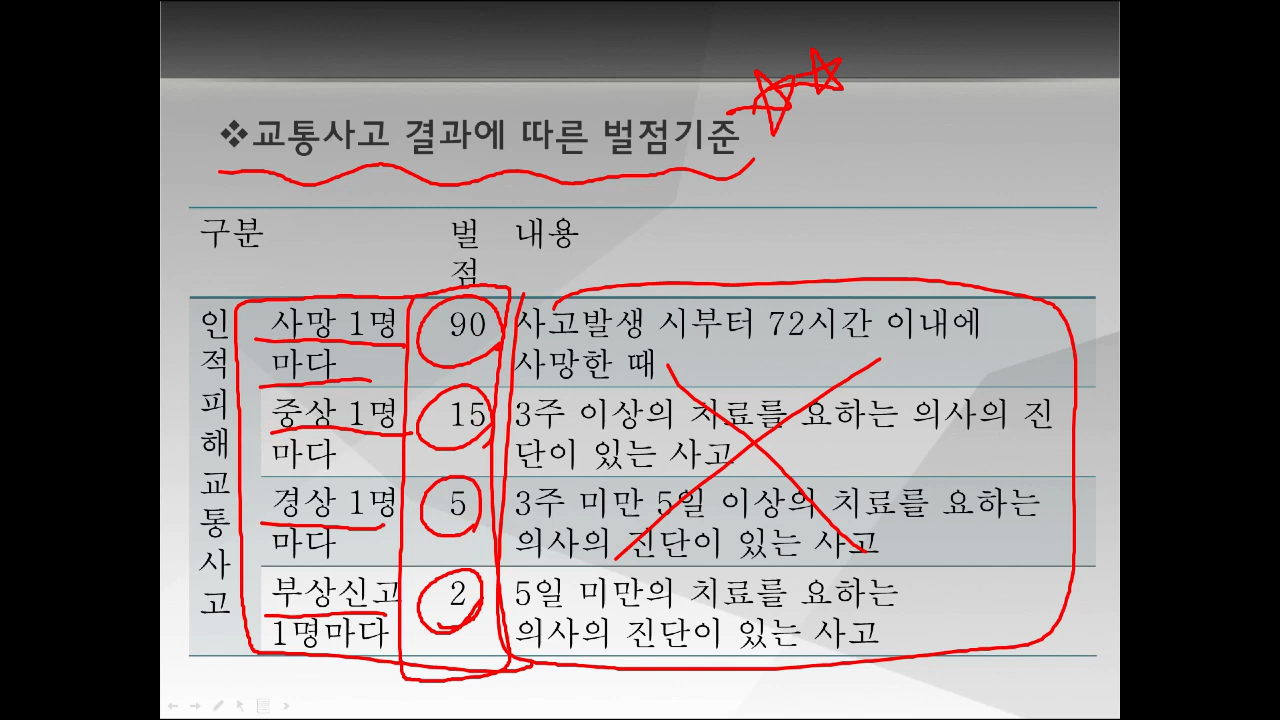 ❖교통사고 결과에 따른 벌점기준
구분 벌점 내용
인적피해교통사고
사망 1명 90 사고발생 시부터 72시간 이내에
마다 사망한 때
중상 1명 15 3주 이상의 치료를 요하는 의사의 진
마다 단이 있는 사고
경상 1명 5 3주 미만 5일 이상의 치료를 요하는
마다 의사의 진단이 있는 사고
부상신고 2 5일 미만의 치료를 요하는
1명마다 의사의 진단이 있는 사고